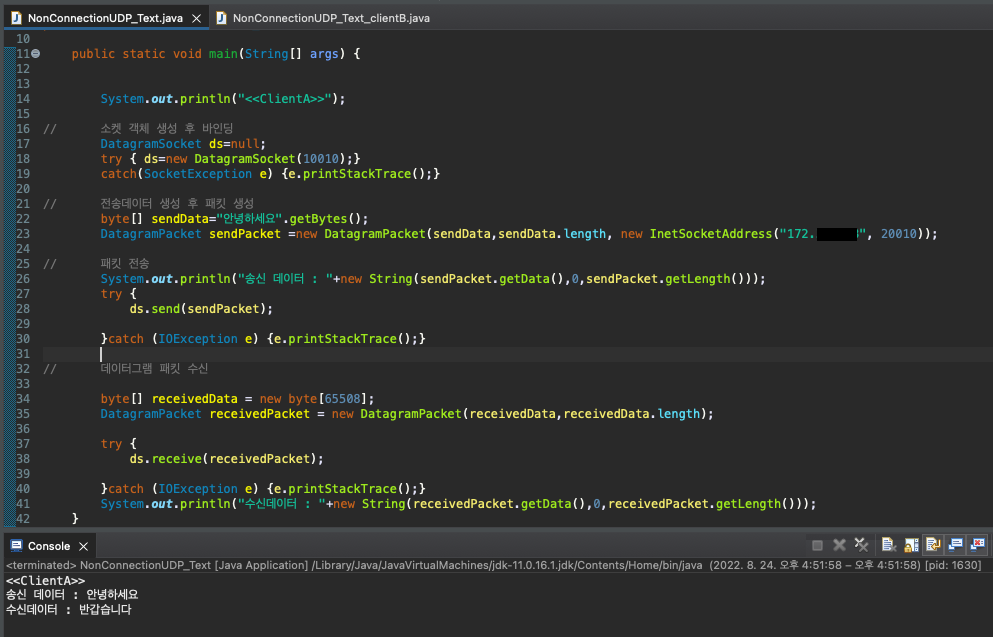 NonConnectionUDP_Text.java
NonConnectionUDP_Text_clientB.java
10
11 public static void main(String[] args) {
12
13
14 System.out.println("<<ClientA>>");
15
16 // 소켓 객체 생성 후 바인딩
17 DatagramSocket ds=null;
18 try { ds=new DatagramSocket(10010);}
19 catch(SocketException e) {e.printStackTrace();}
20
21 // 전송데이터 생성 후 패킷 생성
22 byte[] sendData="안녕하세요".getBytes();
23 DatagramPacket sendPacket =new DatagramPacket(sendData,sendData.length, new InetSocketAddress("172. ", 20010));
24
25 // 패킷 전송
26 System.out.println("송신 데이터 : "+new String(sendPacket.getData(),0,sendPacket.getLength()));
27 try {
28 ds.send(sendPacket);
29
30 }catch (IOException e) {e.printStackTrace();}
31
32 // 데이터그램 패킷 수신
33
34 byte[] receivedData = new byte[65508];
35 DatagramPacket receivedPacket = new DatagramPacket(receivedData,receivedData.length);
36
37 try {
38 ds.receive(receivedPacket);
39
40 }catch (IOException e) {e.printStackTrace();}
41 System.out.println("수신데이터 : "+new String(receivedPacket.getData(),0,receivedPacket.getLength()));
42 }
Console
<terminated> NonConnectionUDP_Text [Java Application] /Library/Java/JavaVirtualMachines/jdk-11.0.16.1.jdk/Contents/Home/bin/java (2022. 8. 24. 오후 4:51:58 – 오후 4:51:58) [pid: 1630]
<<ClientA>>
송신 데이터 : 안녕하세요
수신데이터 : 반갑습니다